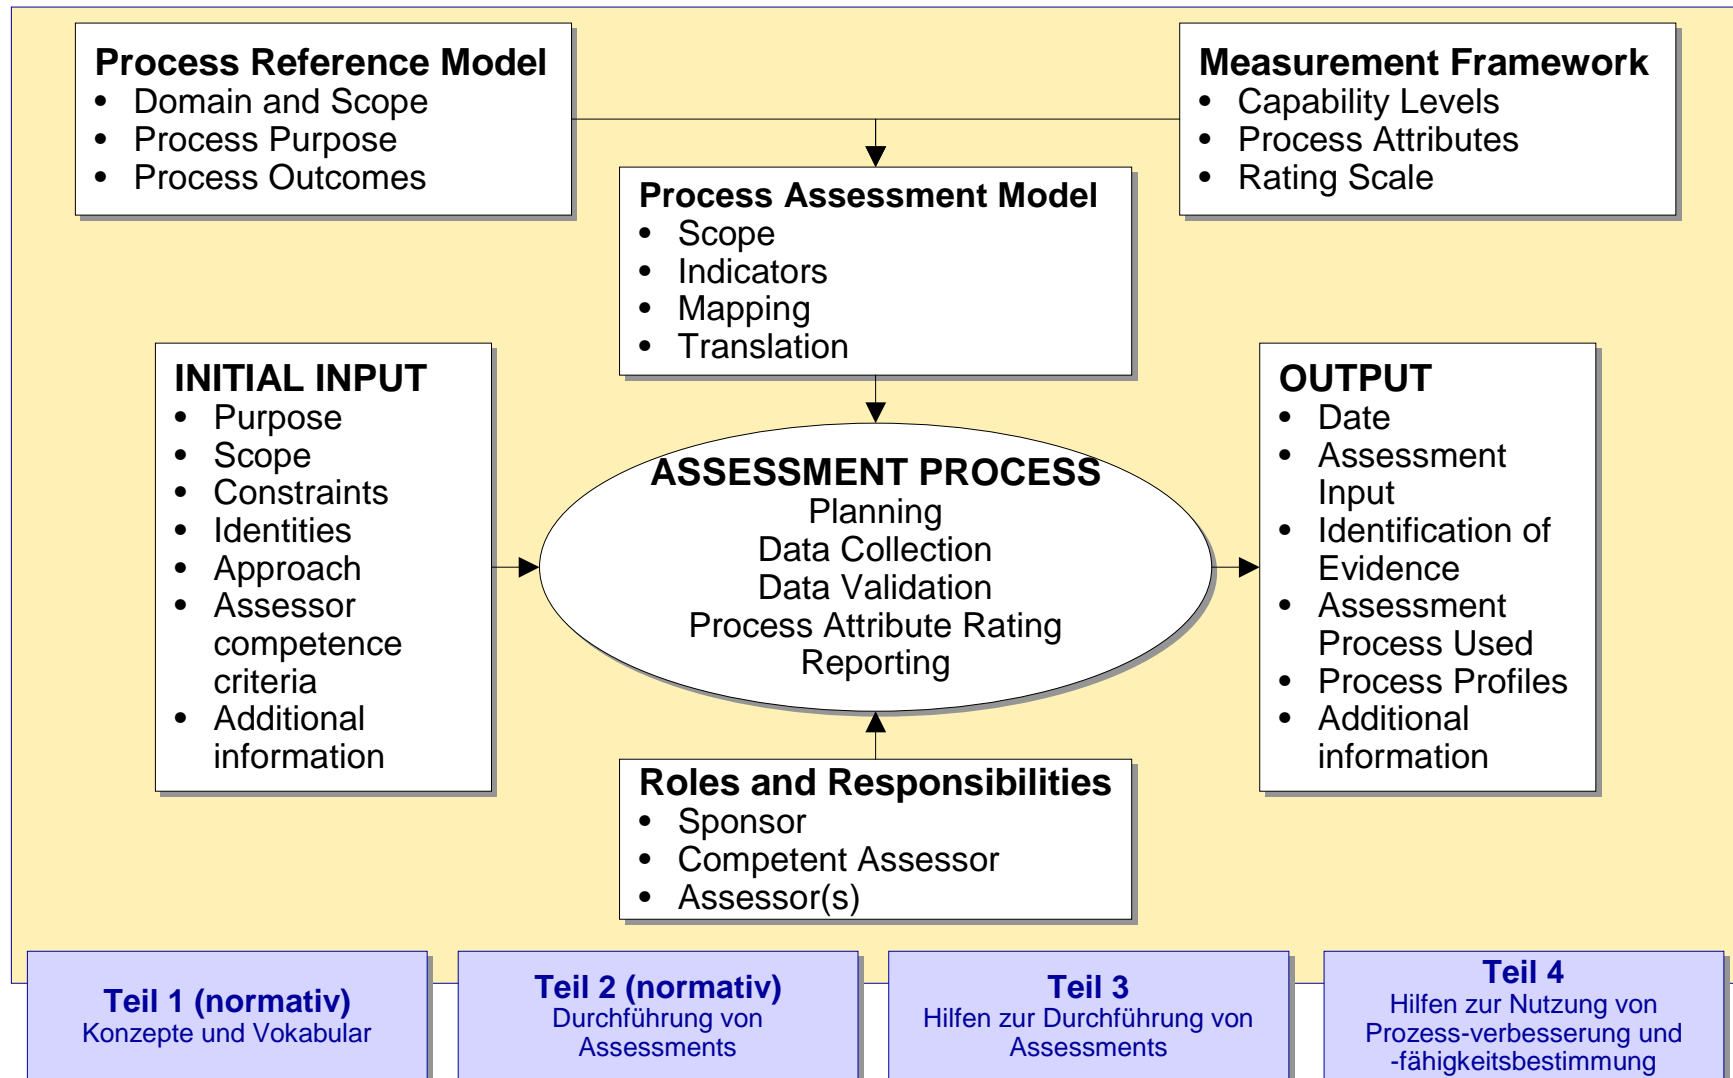 Process Reference Model
• Domain and Scope
• Process Purpose
• Process Outcomes
Measurement Framework
• Capability Levels
• Process Attributes
• Rating Scale
Process Assessment Model
• Scope
• Indicators
• Mapping
• Translation
INITIAL INPUT
• Purpose
• Scope
• Constraints
• Identities
• Approach
• Assessor
competence
criteria
• Additional
information
ASSESSMENT PROCESS
Planning
Data Collection
Data Validation
Process Attribute Rating
Reporting
OUTPUT
• Date
• Assessment
Input
• Identification of
Evidence
• Assessment
Process Used
• Process Profiles
• Additional
information
Roles and Responsibilities
• Sponsor
• Competent Assessor
• Assessor(s)
Teil 1 (normativ)
Konzepte und Vokabular
Teil 2 (normativ)
Durchführung von
Assessments
Teil 3
Hilfen zur Durchführung von
Assessments
Teil 4
Hilfen zur Nutzung von
Prozess-verbesserung und
-fähigkeitsbestimmung